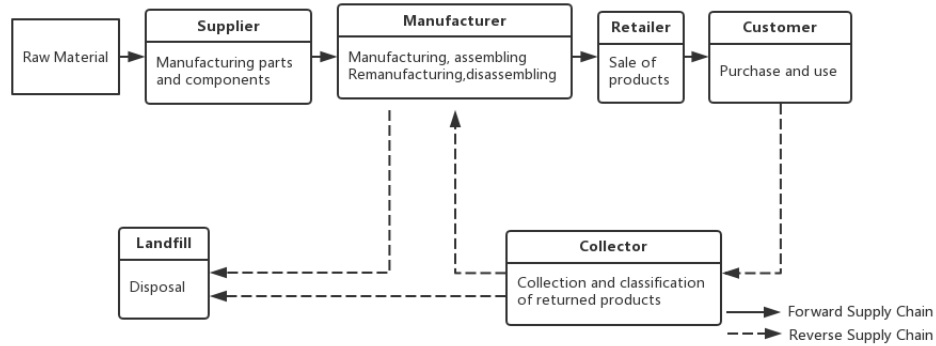 Raw Material
Supplier
Manufacturing parts
and components
Manufacturer
Manufacturing, assembling
Remanufacturing,disassembling
Retailer
Sale of
products
Customer
Purchase and use
Landfill
Disposal
Collector
Collection and classification
of returned products
Forward Supply Chain
Reverse Supply Chain